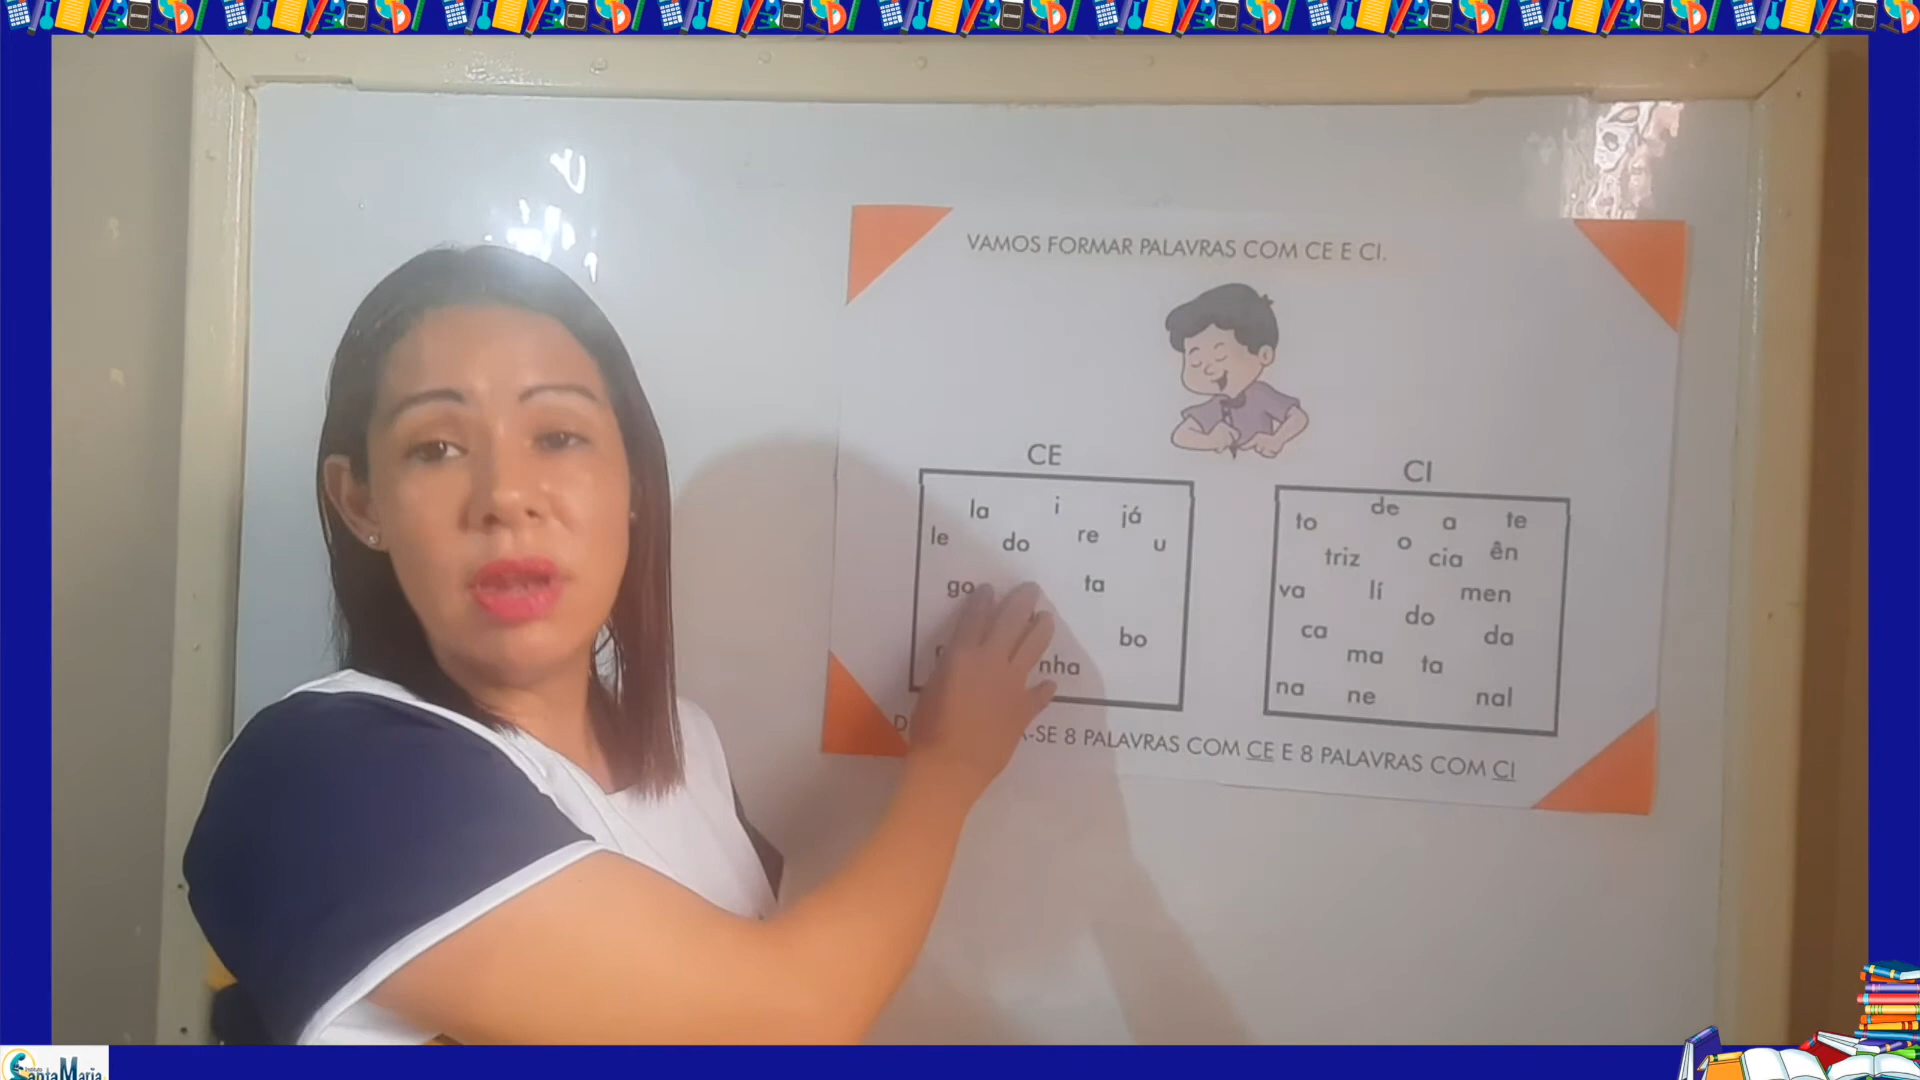 VAMOS FORMAR PALAVRAS COM CE E CI.
CE
la i já
le do re u
go ta
bo
nha
CI
to de a te
triz o cia ên
va lí men
ca do da
ma ta
na ne nal
-SE 8 PALAVRAS COM CE E 8 PALAVRAS COM CI
Santa Maria